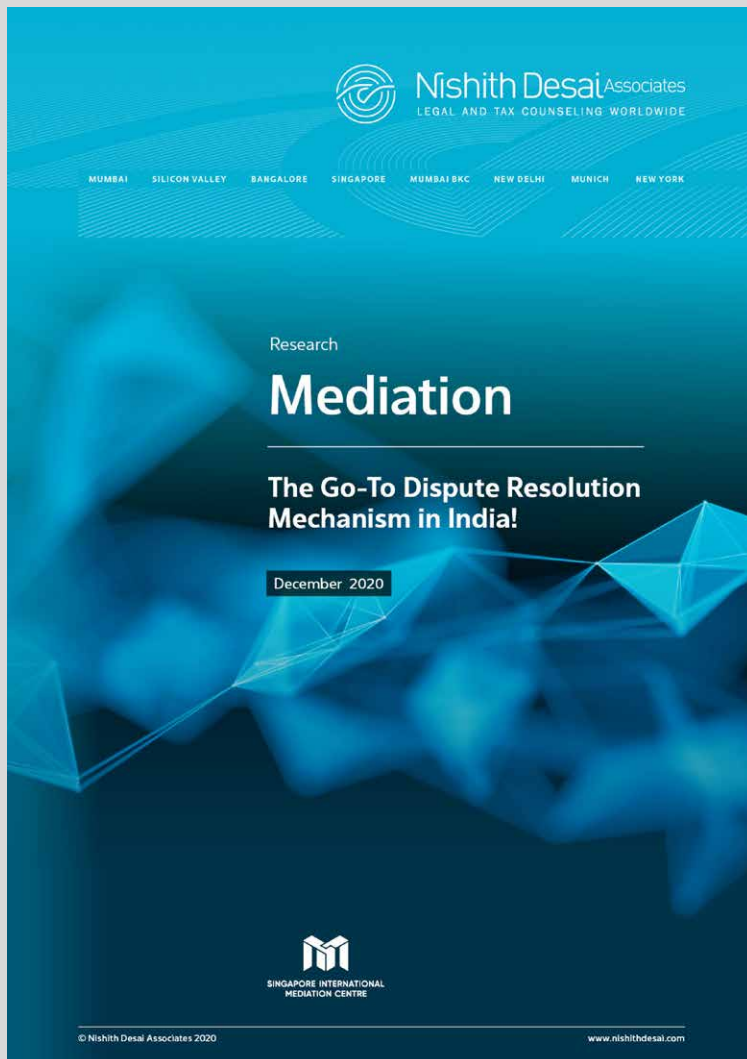 Nishith Desai Associates
LEGAL AND TAX COUNSELING WORLDWIDE
MUMBAI SILICON VALLEY BANGALORE SINGAPORE MUMBAI BKC NEW DELHI MUNICH NEW YORK
Research
Mediation
The Go-To Dispute Resolution
Mechanism in India!
December 2020
SINGAPORE INTERNATIONAL
MEDIATION CENTRE
© Nishith Desai Associates 2020 www.nishithdesai.com